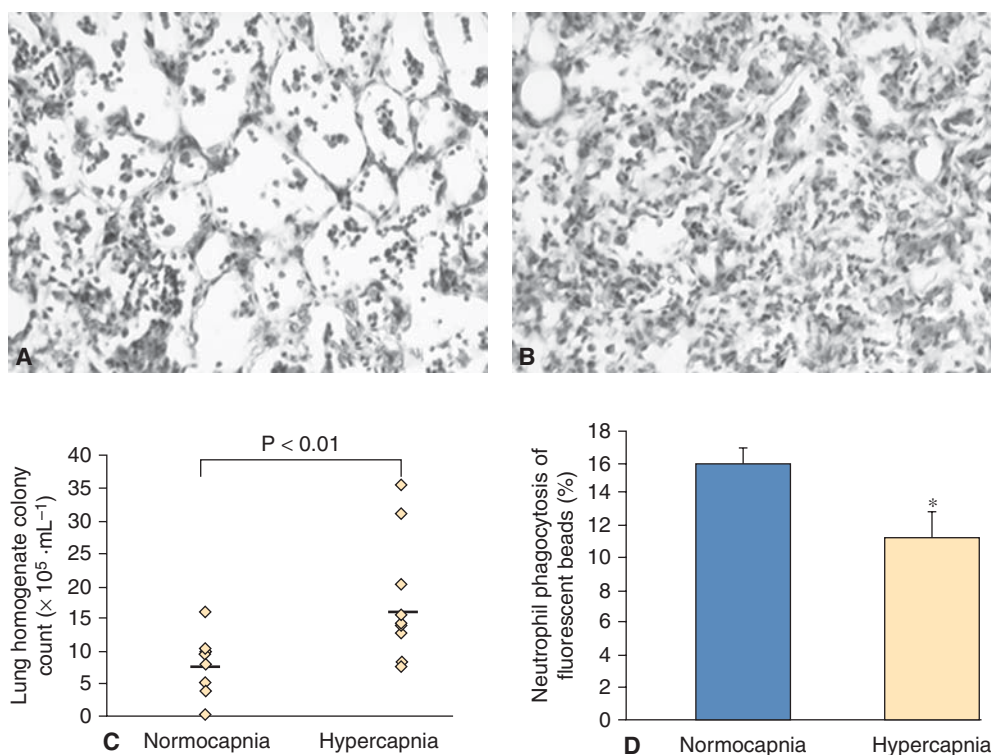 A
B
P < 0.01
Lung homogenate colony
count (× 10⁵ ·mL⁻¹)
40
35
30
25
20
15
10
5
0
C
Normocapnia
Hypercapnia
Neutrophil phagocytosis of
fluorescent beads (%)
18
16
14
12
10
8
6
4
2
0
*
D
Normocapnia
Hypercapnia